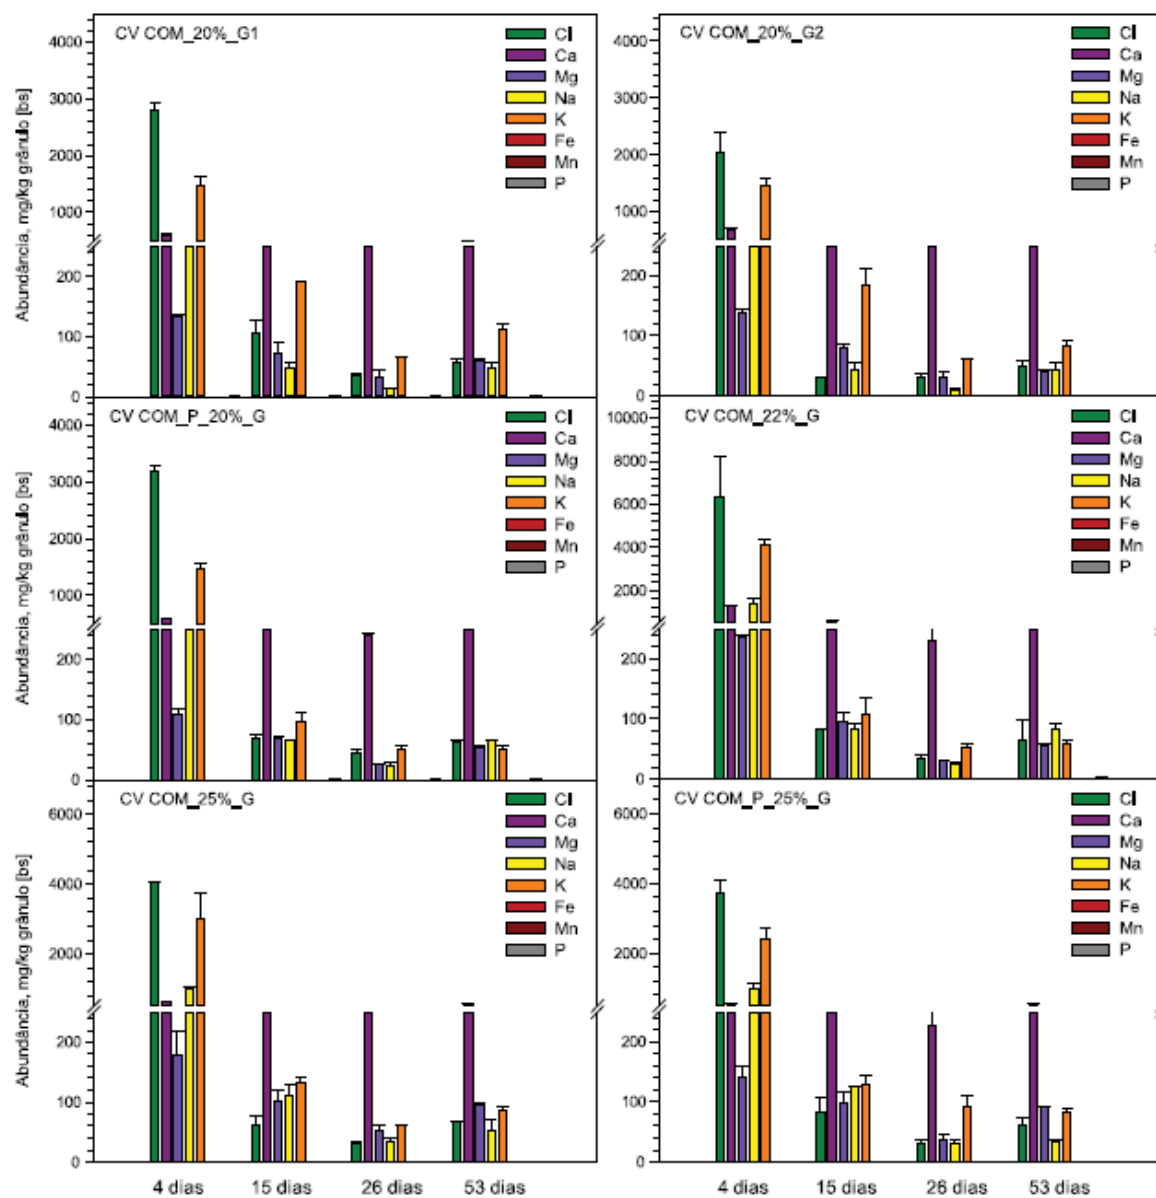 CV COM_20%_G1
Cl
Ca
Mg
Na
K
Fe
Mn
P
4000
3000
2000
1000
200
100
0
Abundância, mg/kg grânulo [bs]
CV COM_20%_G2
Cl
Ca
Mg
Na
K
Fe
Mn
P
4000
3000
2000
1000
200
100
0
CV COM_P_20%_G
Cl
Ca
Mg
Na
K
Fe
Mn
P
4000
3000
2000
1000
200
100
0
Abundância, mg/kg grânulo [bs]
CV COM_22%_G
Cl
Ca
Mg
Na
K
Fe
Mn
P
10000
8000
6000
4000
2000
200
100
0
CV COM_25%_G
Cl
Ca
Mg
Na
K
Fe
Mn
P
6000
4000
2000
200
100
0
Abundância, mg/kg grânulo [bs]
4 dias 15 dias 26 dias 53 dias
CV COM_P_25%_G
Cl
Ca
Mg
Na
K
Fe
Mn
P
6000
4000
2000
200
100
0
4 dias 15 dias 26 dias 53 dias